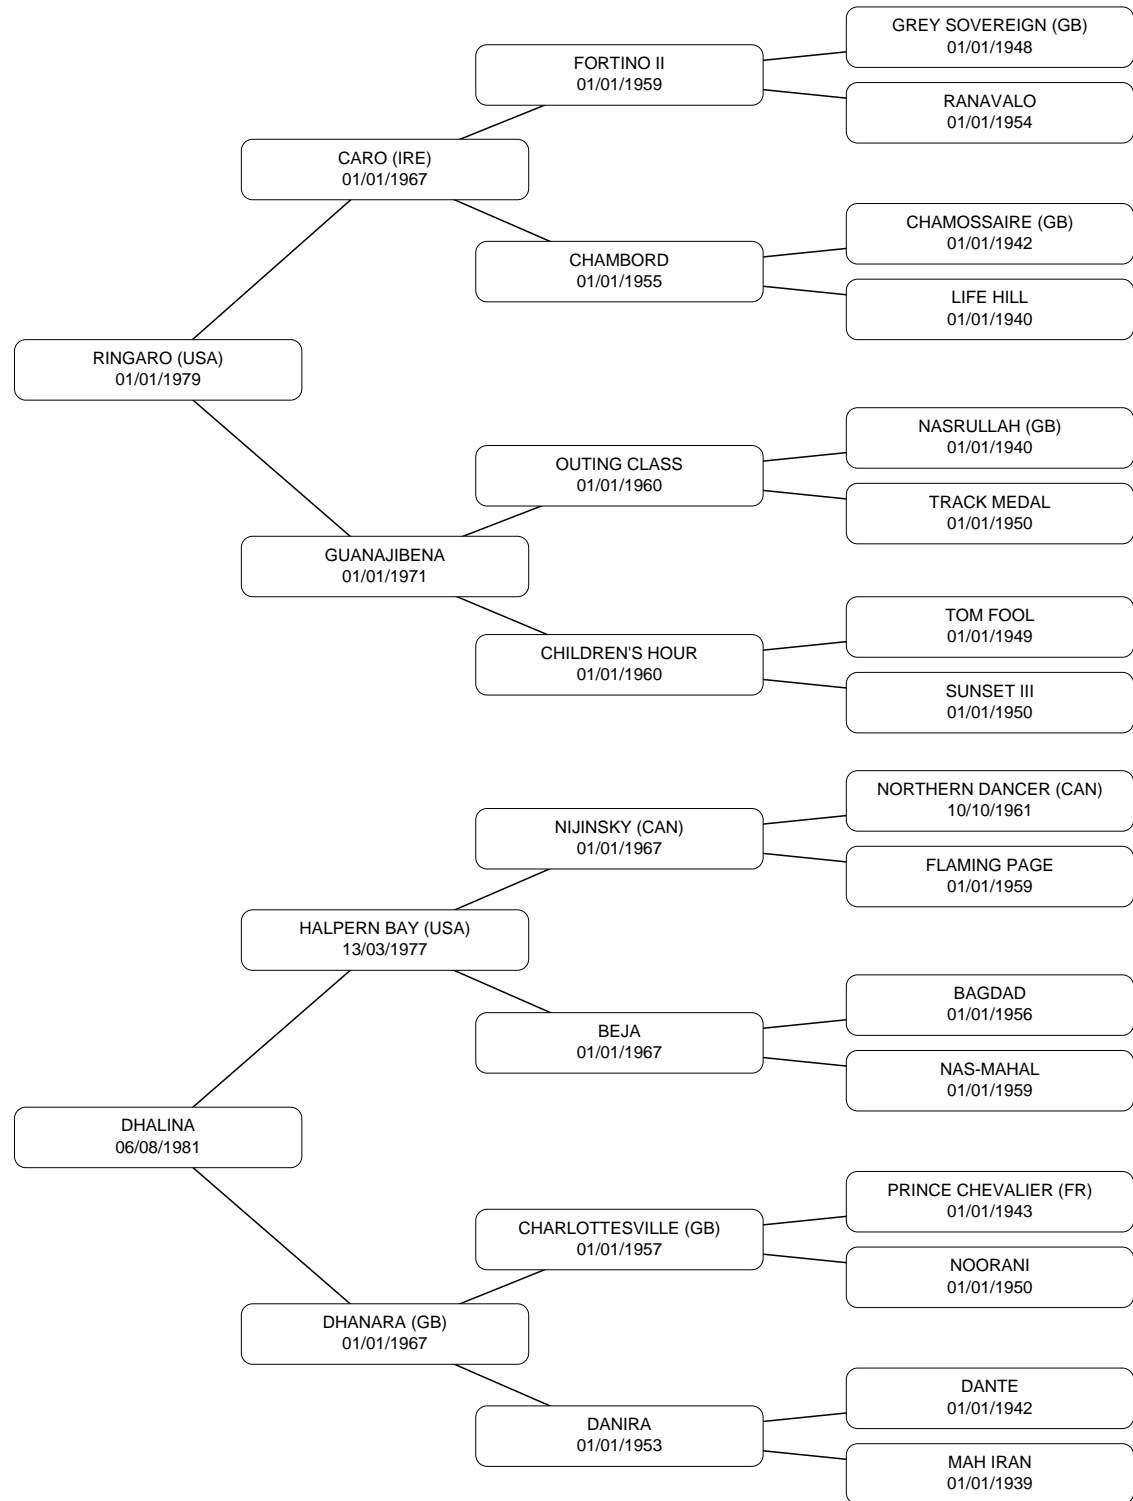 GREY SOVEREIGN (GB)
01/01/1948
FORTINO II
01/01/1959
RANAVALO
01/01/1954
CARO (IRE)
01/01/1967
CHAMOSSAIRE (GB)
01/01/1942
CHAMBORD
01/01/1955
LIFE HILL
01/01/1940
RINGARO (USA)
01/01/1979
NASRULLAH (GB)
01/01/1940
OUTING CLASS
01/01/1960
TRACK MEDAL
01/01/1950
GUANAJIBENA
01/01/1971
TOM FOOL
01/01/1949
CHILDREN'S HOUR
01/01/1960
SUNSET III
01/01/1950
NORTHERN DANCER (CAN)
10/10/1961
NIJINSKY (CAN)
01/01/1967
FLAMING PAGE
01/01/1959
HALPERN BAY (USA)
13/03/1977
BAGDAD
01/01/1956
BEJA
01/01/1967
NAS-MAHAL
01/01/1959
DHALINA
06/08/1981
PRINCE CHEVALIER (FR)
01/01/1943
CHARLOTTESVILLE (GB)
01/01/1957
NOORANI
01/01/1950
DHANARA (GB)
01/01/1967
DANTE
01/01/1942
DANIRA
01/01/1953
MAH IRAN
01/01/1939